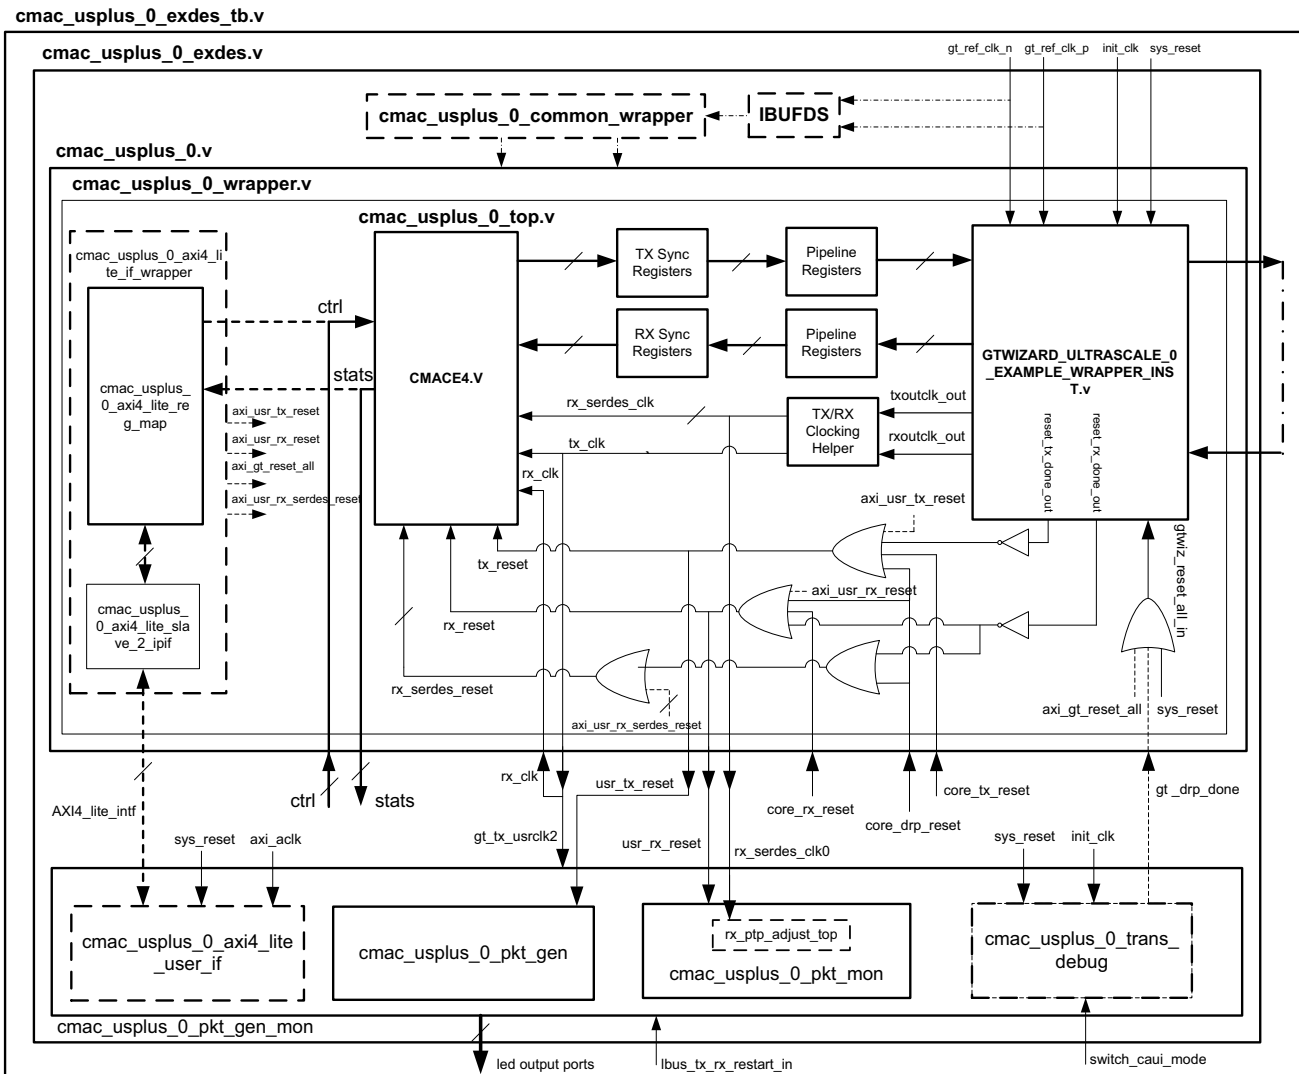 cmac_usplus_0_exdes_tb.v
cmac_usplus_0_exdes.v
gt_ref_clk_n
gt_ref_clk_p
init_clk
sys_reset
cmac_usplus_0_common_wrapper
IBUFDS
cmac_usplus_0.v
cmac_usplus_0_wrapper.v
cmac_usplus_0_top.v
cmac_usplus_0_axi4_li
te_if_wrapper
TX Sync
Registers
Pipeline
Registers
ctrl
RX Sync
Registers
Pipeline
Registers
GTWIZARD_ULTRASCALE_0
_EXAMPLE_WRAPPER_INS
T.v
CMACE4.V
stats
cmac_usplus_
0_axi4_lite_re
g_map
rx_serdes_clk
txoutclk_out
TX/RX
Clocking
Helper
axi_usr_tx_reset
axi_usr_rx_reset
axi_gt_reset_all
axi_usr_rx_serdes_reset
tx_clk
rxoutclk_out
rx_clk
reset_tx_done_out
reset_rx_done_out
axi_usr_tx_reset
gtwiz_reset_all_in
tx_reset
axi_usr_rx_reset
cmac_usplus_
0_axi4_lite_sla
ve_2_ipif
rx_reset
rx_serdes_reset
axi_usr_rx_serdes_reset
axi_gt_reset_all
sys_reset
rx_clk
usr_tx_reset
ctrl
stats
core_rx_reset
core_tx_reset
gt _drp_done
AXI4_lite_intf
core_drp_reset
sys_reset
axi_aclk
gt_tx_usrclk2
usr_rx_reset
rx_serdes_clk0
sys_reset
init_clk
cmac_usplus_0_axi4_lite
_user_if
cmac_usplus_0_pkt_gen
rx_ptp_adjust_top
cmac_usplus_0_pkt_mon
cmac_usplus_0_trans_
debug
cmac_usplus_0_pkt_gen_mon
led output ports
lbus_tx_rx_restart_in
switch_caui_mode